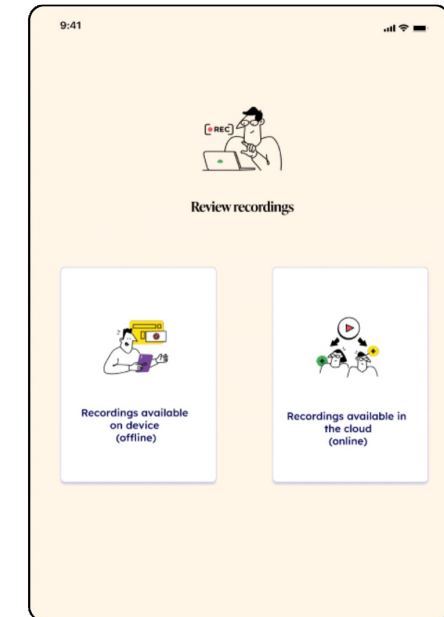 9:41
REC
Review recordings
Recordings available
on device
(offline)
Recordings available in
the cloud
(online)